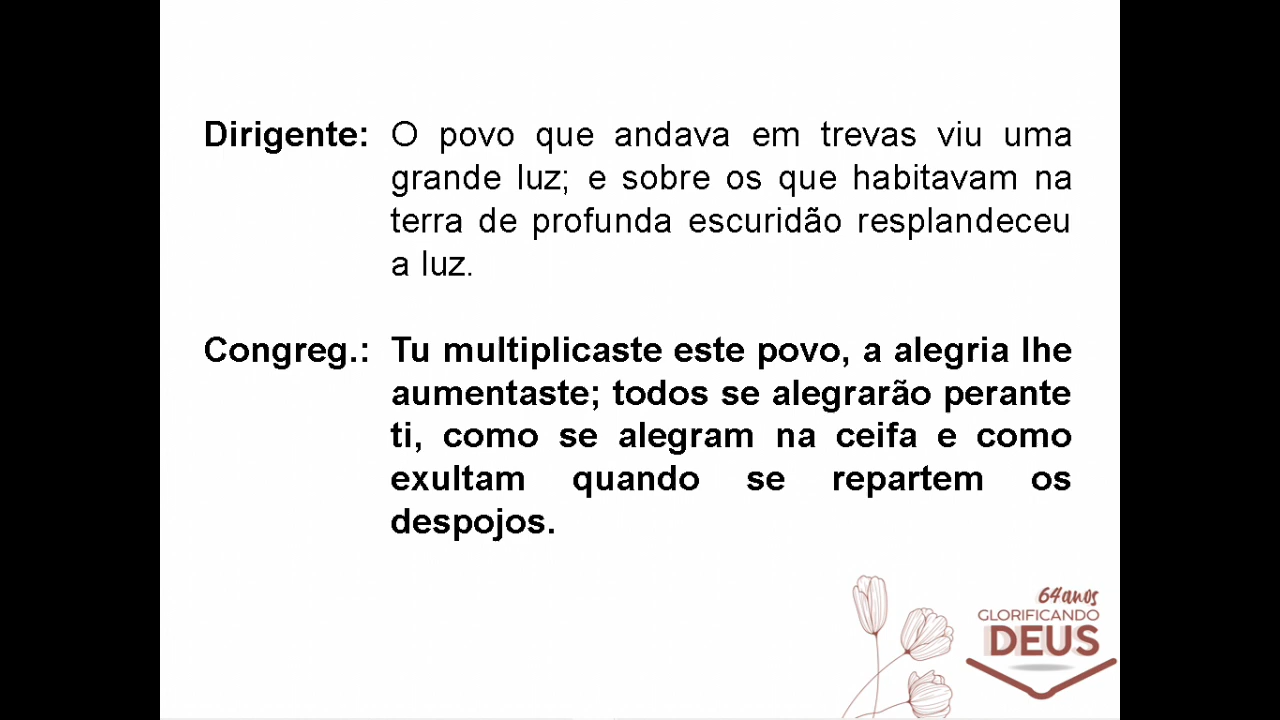 Dirigente: O povo que andava em trevas viu uma
grande luz; e sobre os que habitavam na
terra de profunda escuridão resplandeceu
a luz.
Congreg.: Tu multiplicaste este povo, a alegria lhe
aumentaste; todos se alegrarão perante
ti, como se alegram na ceifa e como
exultam quando se repartem os
despojos.
64anos
GLORIFICANDO
DEUS